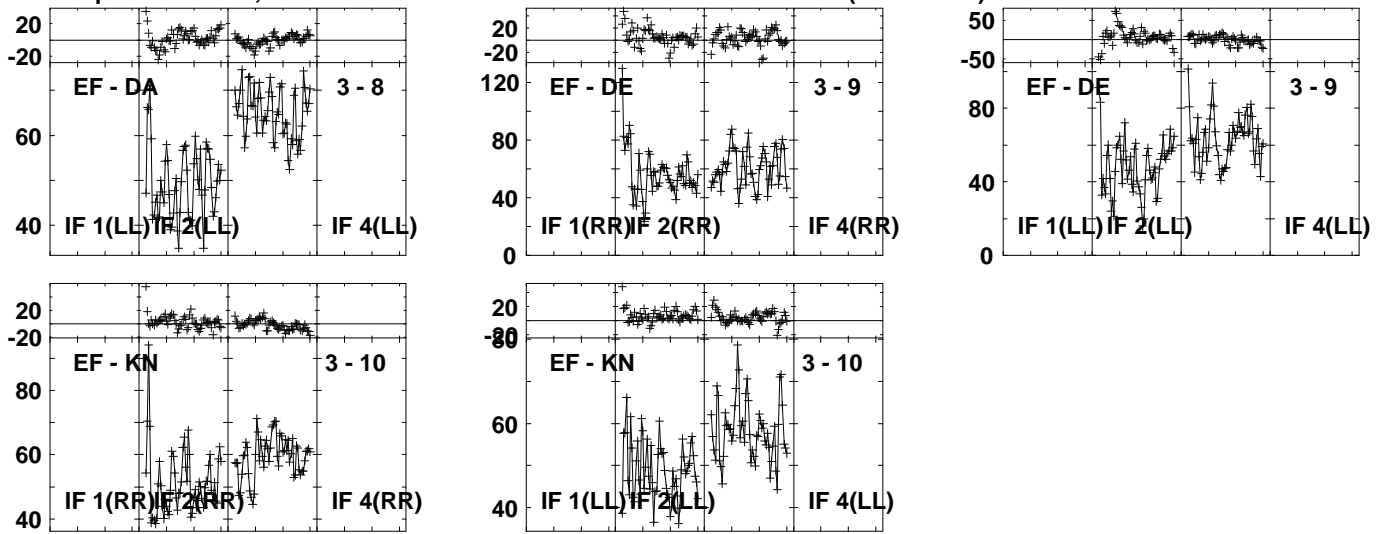 20
-20
EF - DA
3 - 8
60
40
IF 1(LL)
IF 2(LL)
IF 4(LL)
20
-20
120
EF - DE
3 - 9
80
40
0
IF 1(RR)
IF 2(RR)
IF 4(RR)
50
-50
EF - DE
3 - 9
80
40
0
IF 1(LL)
IF 2(LL)
IF 4(LL)
20
-20
EF - KN
3 - 10
80
60
40
IF 1(RR)
IF 2(RR)
IF 4(RR)
20
-20
80
EF - KN
3 - 10
60
40
IF 1(LL)
IF 2(LL)
IF 4(LL)